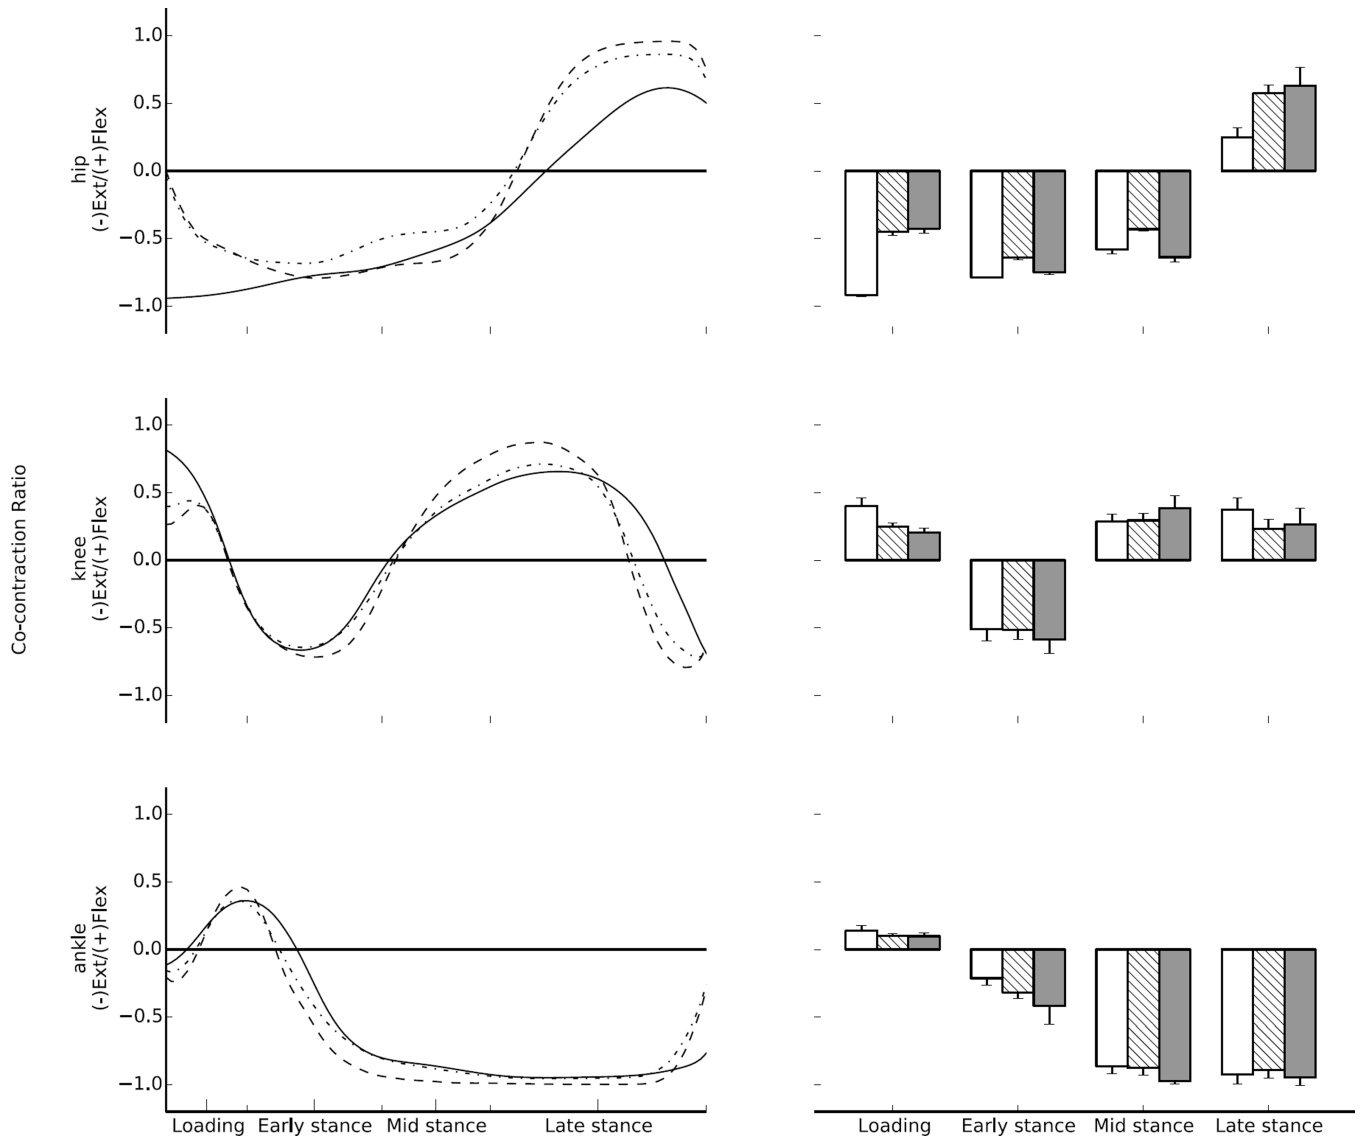 Co-contraction Ratio
hip
(-)Ext/(+)Flex
1.0
0.5
0.0
−0.5
−1.0
knee
(-)Ext/(+)Flex
1.0
0.5
0.0
−0.5
−1.0
ankle
(-)Ext/(+)Flex
1.0
0.5
0.0
−0.5
−1.0
Loading Early stance Mid stance Late stance
Loading Early stance Mid stance Late stance